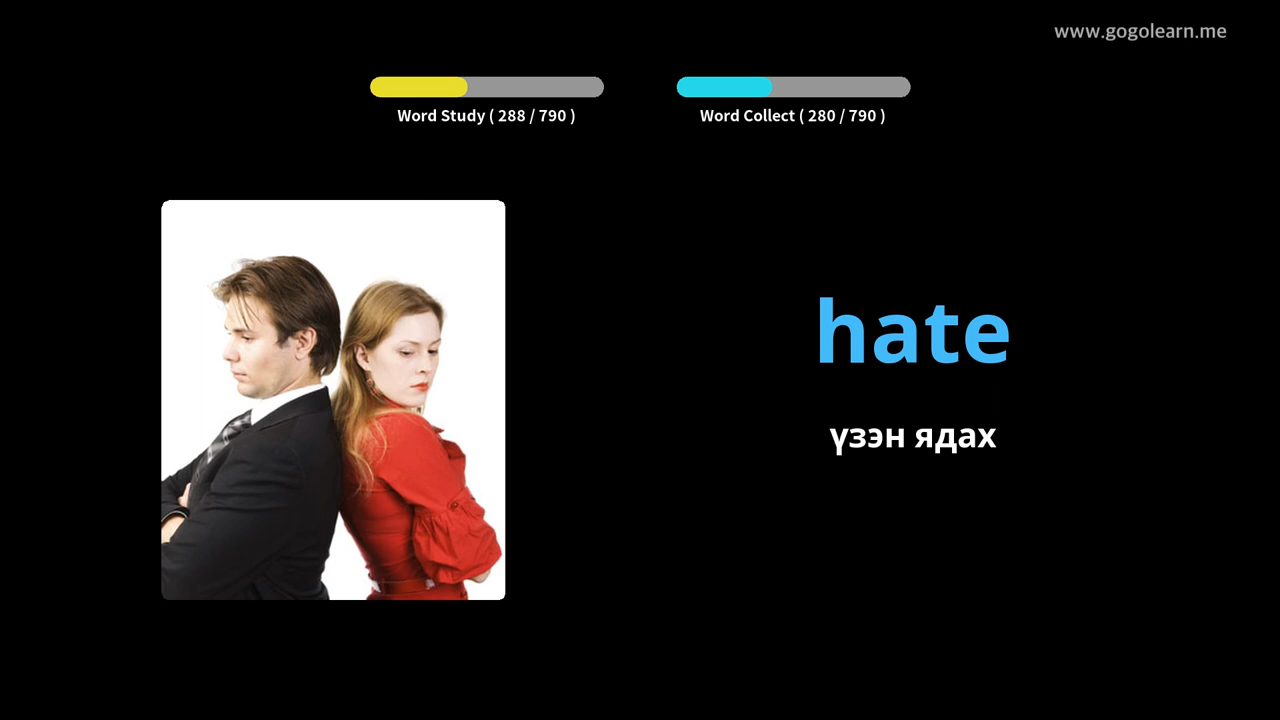 www.gogolearn.me
Word Study ( 288 / 790 )
Word Collect ( 280 / 790 )
hate
үзэн ядах